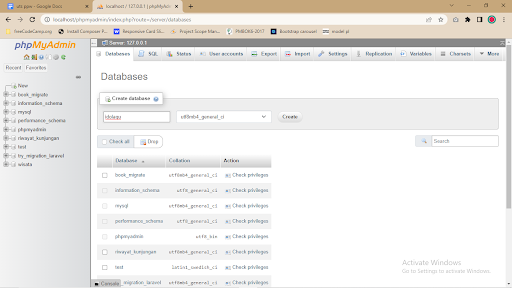 uts gave - Google Docs
localhost / 127.0.0.1 | phpMyAdmin
localhost/phpmyadmin/index.php?route=/server/databases
freeCodeCamp.org
Install Composer P...
Responsive Card Sli...
Project Scope Man...
PMBOK6-2017
Bootstrap carousel
model pi
phpMyAdmin
Recent Favorites
New
book_migrate
information_schema
mysql
performance_schema
phpmyadmin
riwayat_kunjungan
test
try_migration_laravel
wisata
Server: 127.0.0.1
Databases SQL Status User accounts Export Import Settings Replication Variables Charsets More
Databases
Create database
utf8mb4_general_ci
Create
Check all Drop
Search
Database Collation Action
book_migrate utf8mb4_general_ci Check privileges
information_schema utf8_general_ci Check privileges
mysql utf8mb4_general_ci Check privileges
performance_schema utf8_general_ci Check privileges
phpmyadmin utf8_bin Check privileges
riwayat_kunjungan utf8mb4_general_ci Check privileges
test latin1_swedish_ci Check privileges
Console
migration_laravel utf8mb4_general_ci Check privileges
Activate Windows
Go to Settings to activate Windows.